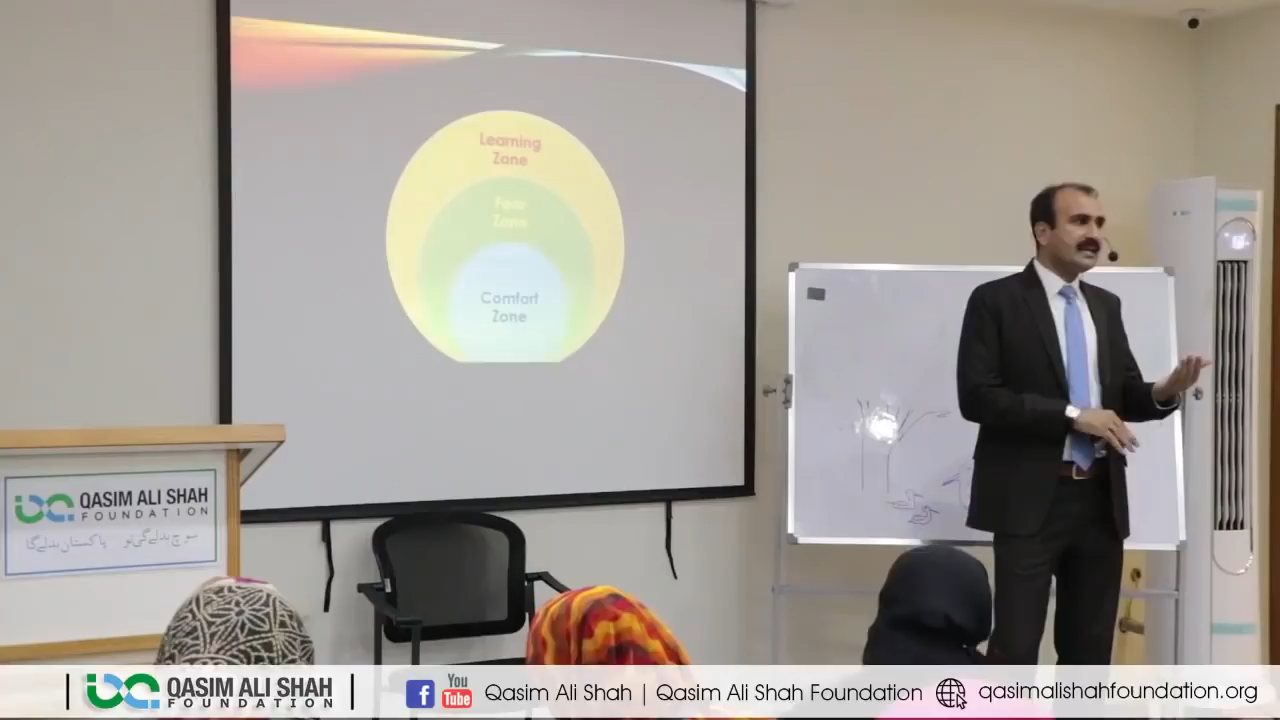 Learning
Zone
Fear
Zone
Comfort
Zone
QASIM ALI SHAH
FOUNDATION
سوچ بدلے گی تو پاکستان بدلے گا
QASIM ALI SHAH
FOUNDATION
You
Tube
Qasim Ali Shah | Qasim Ali Shah Foundation
qasimalishahfoundation.org